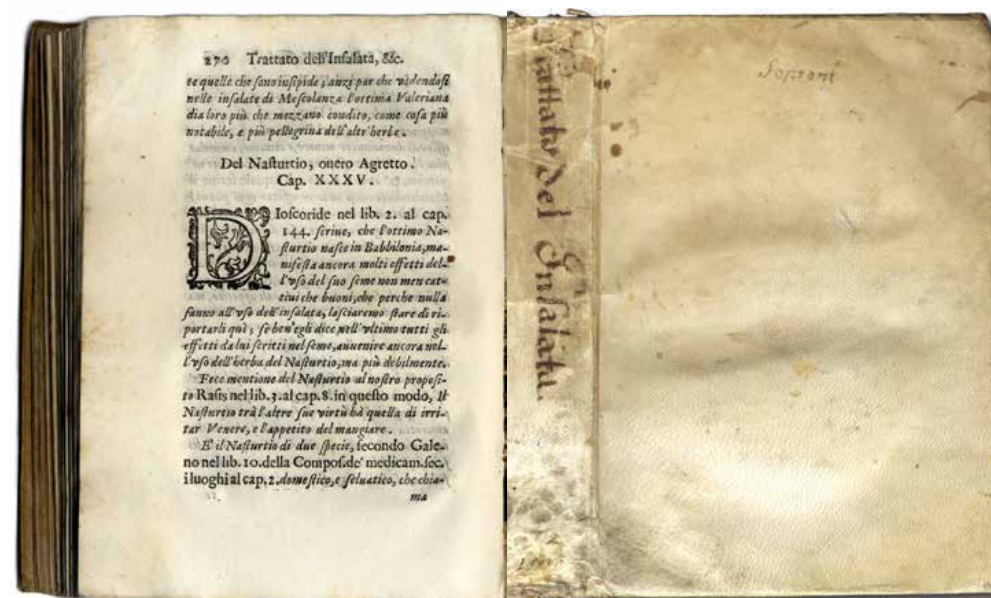 270 Trattato dell'Insalata, &c.
te quelle che sono insipide; anzi par che vedendosi
nelle insalate di Mescolanza l'ottima Valeriana
dia loro più che mezzano condito, come cosa più
notabile, e più pellegrina dell'altr'herbe.
Del Nasturtio, ouero Agretto.
Cap. XXXV.
DIoscoride nel lib. 2. al cap.
144. scriue, che l'ottimo Na-
sturtio nasce in Babbilonia, ma-
nifesta ancora molti effetti del-
l'vso del suo seme non men cat-
tiui che buoni, che perche nulla
fanno all'vso dell'insalata, lasciaremo stare di ri-
portarli quì; se ben'egli dice nell'vltimo tutti gli
effetti da lui scritti nel seme, auuenire ancora nel-
l'vso dell'herba del Nasturtio, ma più debilmente.
Fece mentione del Nasturtio al nostro proposi-
to Rasis nel lib. 3. al cap. 8. in questo modo, Il
Nasturtio trà l'altre sue virtù hà quella di irri-
tar Venere, e l'appetito del mangiare.
E' il Nasturtio di due specie, secondo Gale-
no nel lib. 10. della Compos. de' medicam. sec.
i luoghi al cap. 2. domestico, e seluatico, che chia-
ma
Trattato del Insalata.
Soprani